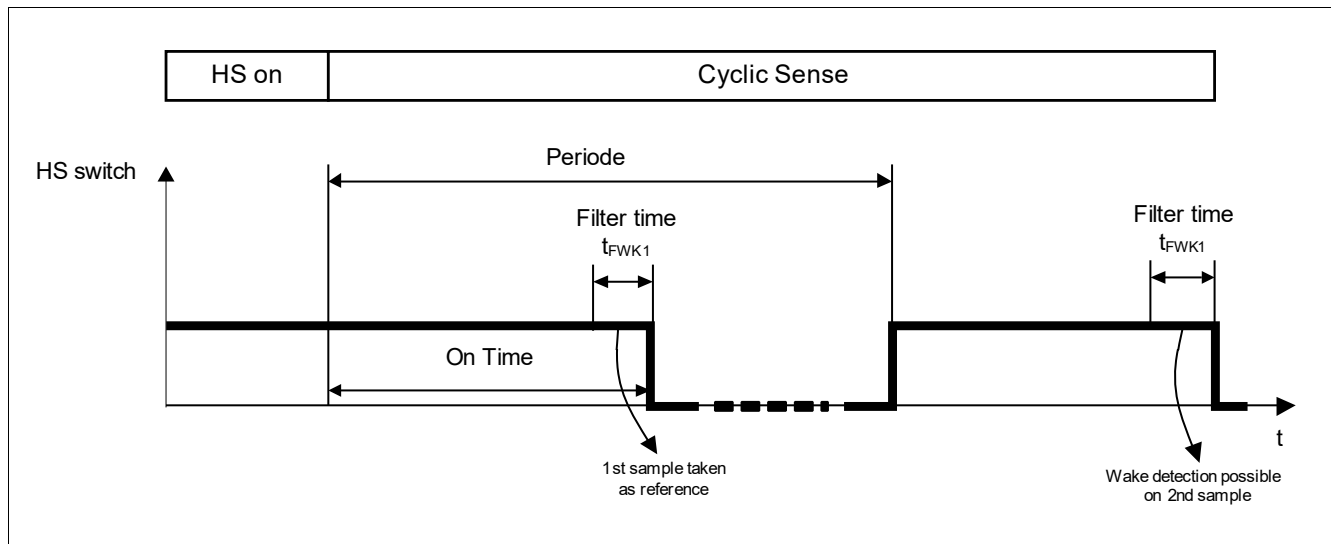 HS on
Cyclic Sense
HS switch
Periode
Filter time
tFWK1
Filter time
tFWK1
On Time
t
1st sample taken
as reference
Wake detection possible
on 2nd sample